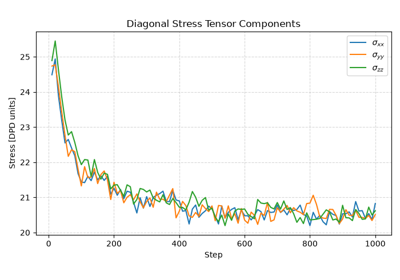 Diagonal Stress Tensor Components
Stress [DPD units]
25
24
23
22
21
20
σxx
σyy
σzz
0 200 400 600 800 1000
Step